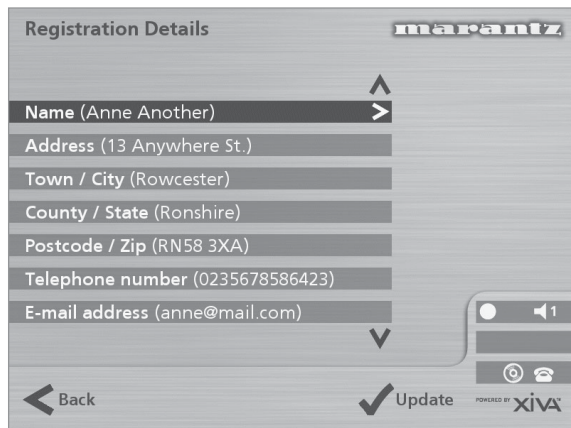 Registration Details
marantz
Name (Anne Another)
Address (13 Anywhere St.)
Town / City (Rowcester)
County / State (Ronshire)
Postcode / Zip (RN58 3XA)
Telephone number (0235678586423)
E-mail address (anne@mail.com)
1
Back
Update
POWERED BY XiVA™